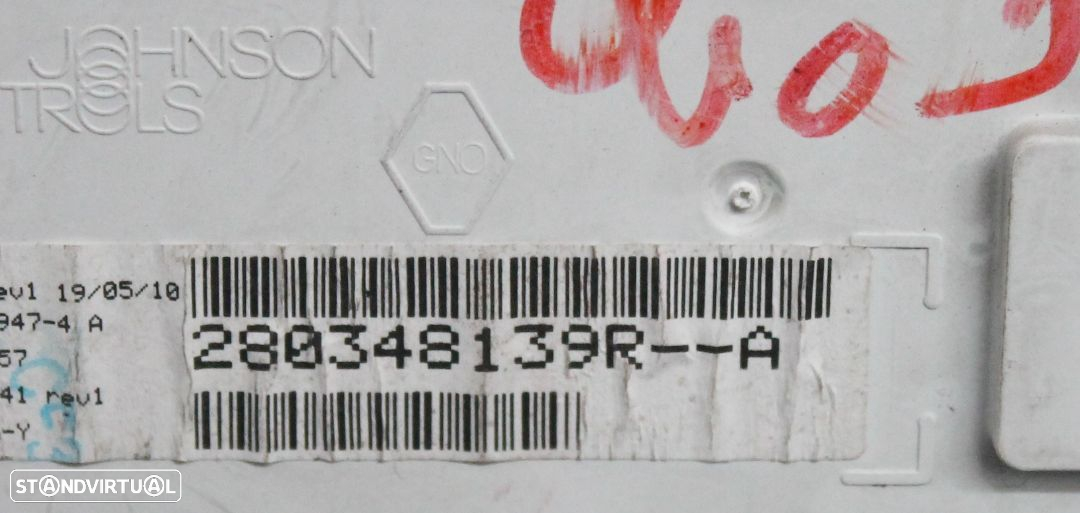 JOHNSON
TROLS
GNO
ev1 19/05/10
947-4 A
57
280348139R--A
41 rev1
-Y
STANDVIRTUAL